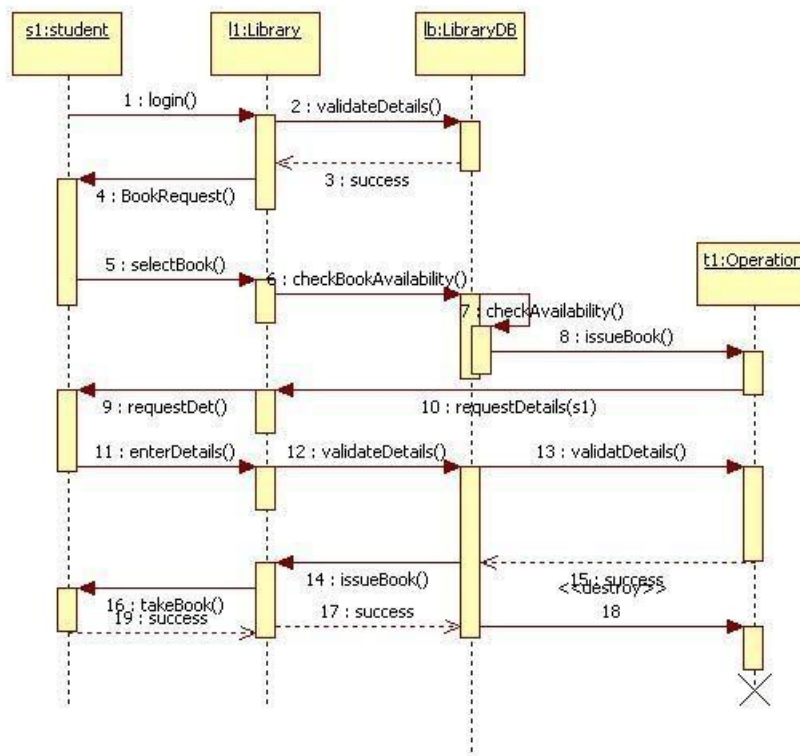 s1:student
l1:Library
lb:LibraryDB
1 : login()
2 : validateDetails()
3 : success
4 : BookRequest()
t1:Operation
5 : selectBook()
6 : checkBookAvailability()
7 : checkAvailability()
8 : issueBook()
9 : requestDet()
10 : requestDetails(s1)
11 : enterDetails()
12 : validateDetails()
13 : validatDetails()
14 : issueBook()
15 : success
<<destroy>>
16 : takeBook()
17 : success
18
19 : success